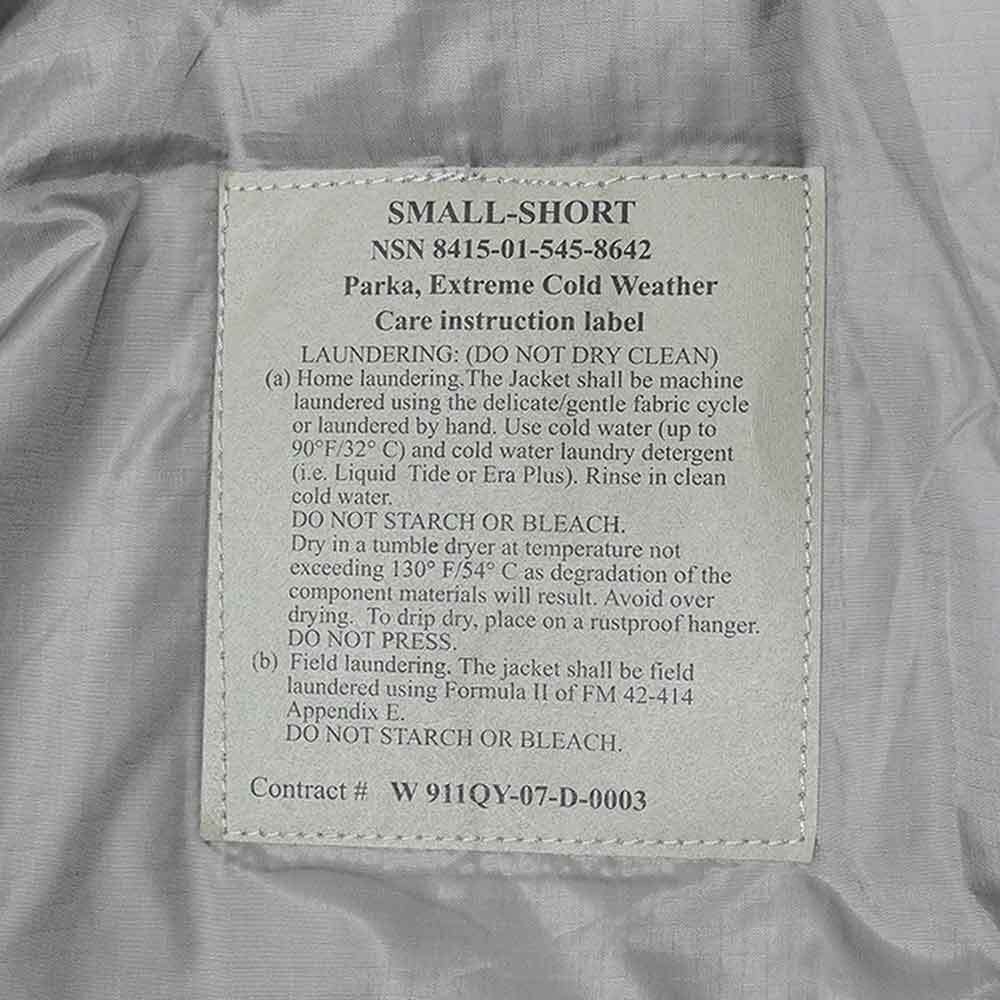 SMALL-SHORT
NSN 8415-01-545-8642
Parka, Extreme Cold Weather
Care instruction label
LAUNDERING: (DO NOT DRY CLEAN)
(a) Home laundering.The Jacket shall be machine
laundered using the delicate/gentle fabric cycle
or laundered by hand. Use cold water (up to
90°F/32° C) and cold water laundry detergent
(i.e. Liquid Tide or Era Plus). Rinse in clean
cold water.
DO NOT STARCH OR BLEACH.
Dry in a tumble dryer at temperature not
exceeding 130° F/54° C as degradation of the
component materials will result. Avoid over
drying. To drip dry, place on a rustproof hanger.
DO NOT PRESS.
(b) Field laundering. The jacket shall be field
laundered using Formula II of FM 42-414
Appendix E.
DO NOT STARCH OR BLEACH.
Contract # W 911QY-07-D-0003